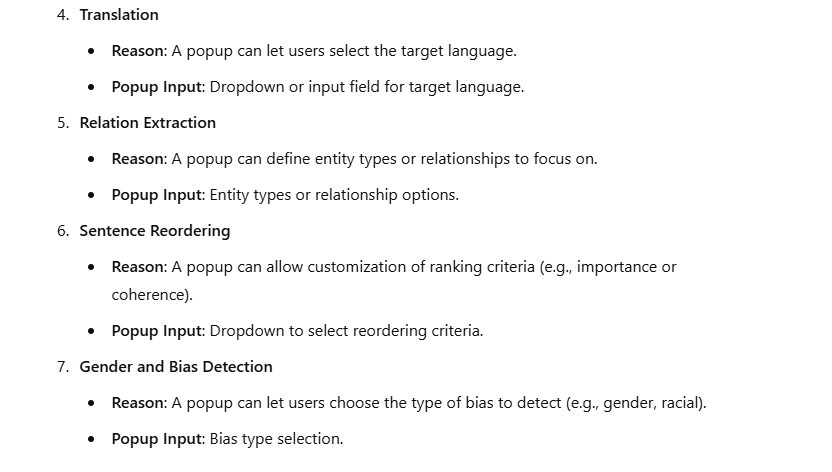 4. Translation
• Reason: A popup can let users select the target language.
• Popup Input: Dropdown or input field for target language.
5. Relation Extraction
• Reason: A popup can define entity types or relationships to focus on.
• Popup Input: Entity types or relationship options.
6. Sentence Reordering
• Reason: A popup can allow customization of ranking criteria (e.g., importance or
coherence).
• Popup Input: Dropdown to select reordering criteria.
7. Gender and Bias Detection
• Reason: A popup can let users choose the type of bias to detect (e.g., gender, racial).
• Popup Input: Bias type selection.